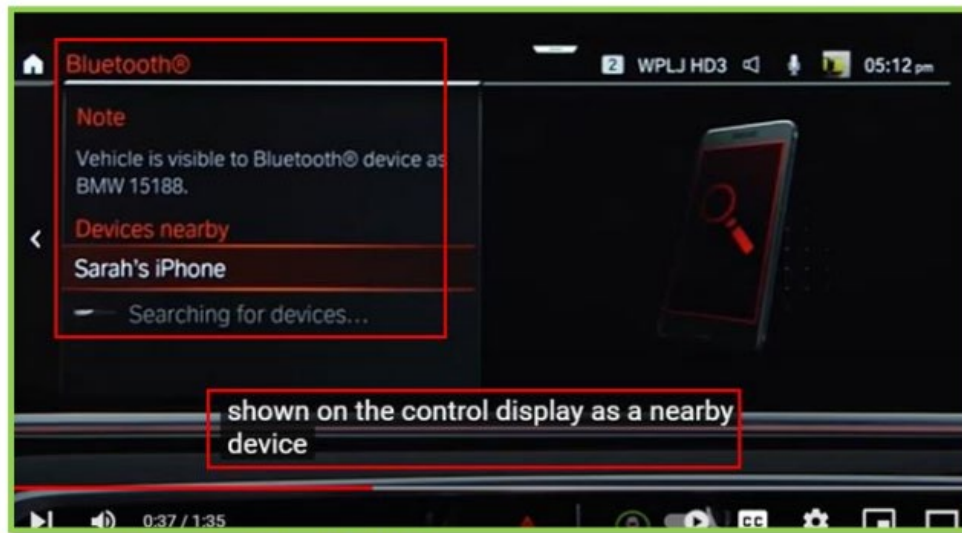 Bluetooth®
2 WPLJ HD3 05:12 pm
Note
Vehicle is visible to Bluetooth® device as
BMW 15188.
Devices nearby
Sarah's iPhone
Searching for devices...
shown on the control display as a nearby
device
0:37 / 1:35
CC